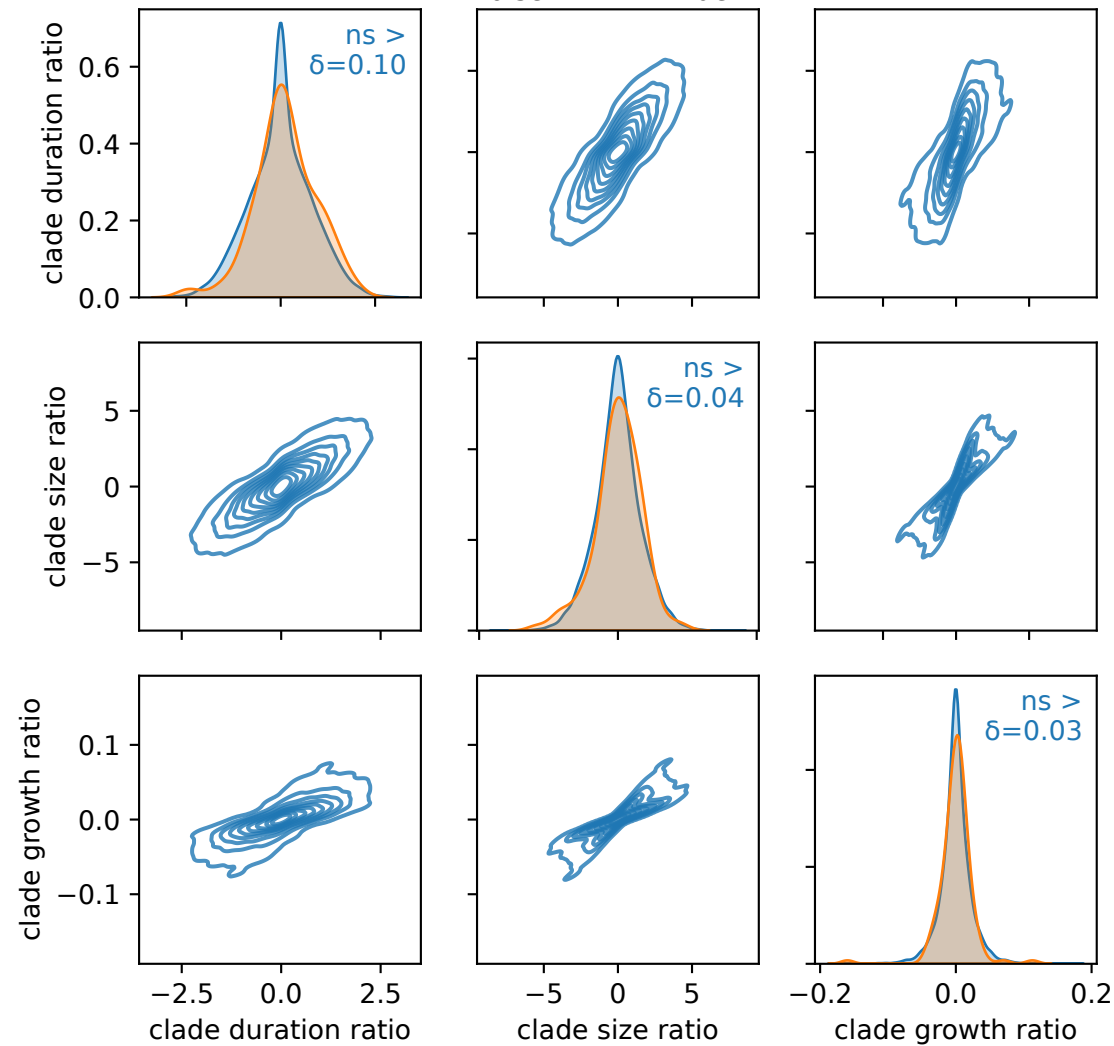 clade duration ratio
0.6
0.4
0.2
0.0
ns >
δ=0.10
clade size ratio
5
0
−5
ns >
δ=0.04
clade growth ratio
0.1
0.0
−0.1
ns >
δ=0.03
−2.5 0.0 2.5
−5 0 5
−0.2 0.0 0.2
clade duration ratio
clade size ratio
clade growth ratio